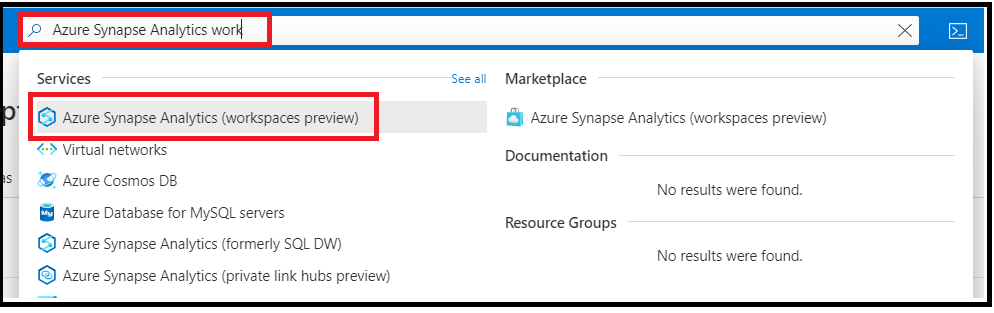 Azure Synapse Analytics work
Services
See all
Azure Synapse Analytics (workspaces preview)
Virtual networks
Azure Cosmos DB
Azure Database for MySQL servers
Azure Synapse Analytics (formerly SQL DW)
Azure Synapse Analytics (private link hubs preview)
Marketplace
Azure Synapse Analytics (workspaces preview)
Documentation
No results were found.
Resource Groups
No results were found.